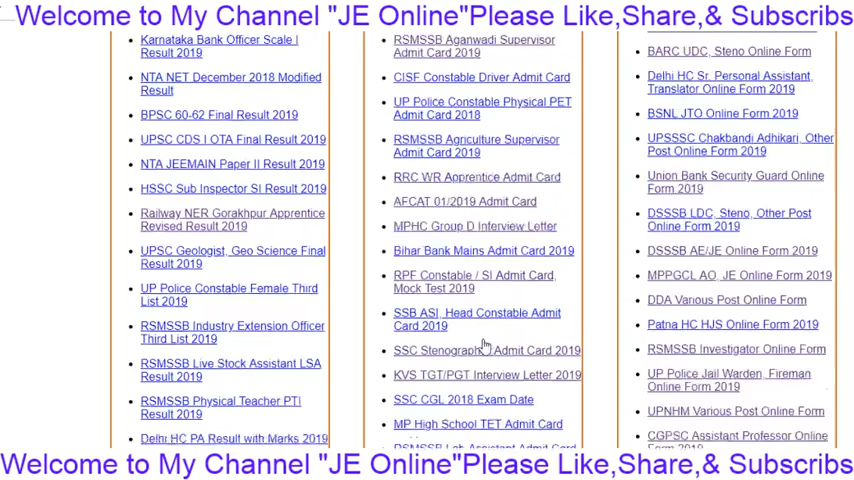 Welcome to My Channel "JE Online"Please Like,Share,& Subscribs
Karnataka Bank Officer Scale I
Result 2019
NTA NET December 2018 Modified
Result
BPSC 60-62 Final Result 2019
UPSC CDS I OTA Final Result 2019
NTA JEEMAIN Paper II Result 2019
HSSC Sub Inspector SI Result 2019
Railway NER Gorakhpur Apprentice
Revised Result 2019
UPSC Geologist, Geo Science Final
Result 2019
UP Police Constable Female Third
List 2019
RSMSSB Industry Extension Officer
Third List 2019
RSMSSB Live Stock Assistant LSA
Result 2019
RSMSSB Physical Teacher PTI
Result 2019
Delhi HC PA Result with Marks 2019
RSMSSB Aganwadi Supervisor
Admit Card 2019
CISF Constable Driver Admit Card
UP Police Constable Physical PET
Admit Card 2018
RSMSSB Agriculture Supervisor
Admit Card 2019
RRC WR Apprentice Admit Card
AFCAT 01/2019 Admit Card
MPHC Group D Interview Letter
Bihar Bank Mains Admit Card 2019
RPF Constable / SI Admit Card,
Mock Test 2019
SSB ASI, Head Constable Admit
Card 2019
SSC Stenographer Admit Card 2019
KVS TGT/PGT Interview Letter 2019
SSC CGL 2018 Exam Date
MP High School TET Admit Card
RSMSSB Lab Assistant Admit Card
BARC UDC, Steno Online Form
Delhi HC Sr. Personal Assistant,
Translator Online Form 2019
BSNL JTO Online Form 2019
UPSSSC Chakbandi Adhikari, Other
Post Online Form 2019
Union Bank Security Guard Online
Form 2019
DSSSB LDC, Steno, Other Post
Online Form 2019
DSSSB AE/JE Online Form 2019
MPPGCL AO, JE Online Form 2019
DDA Various Post Online Form
Patna HC HJS Online Form 2019
RSMSSB Investigator Online Form
UP Police Jail Warden, Fireman
Online Form 2019
UPNHM Various Post Online Form
CGPSC Assistant Professor Online
Form 2019
Welcome to My Channel "JE Online"Please Like,Share,& Subscribs